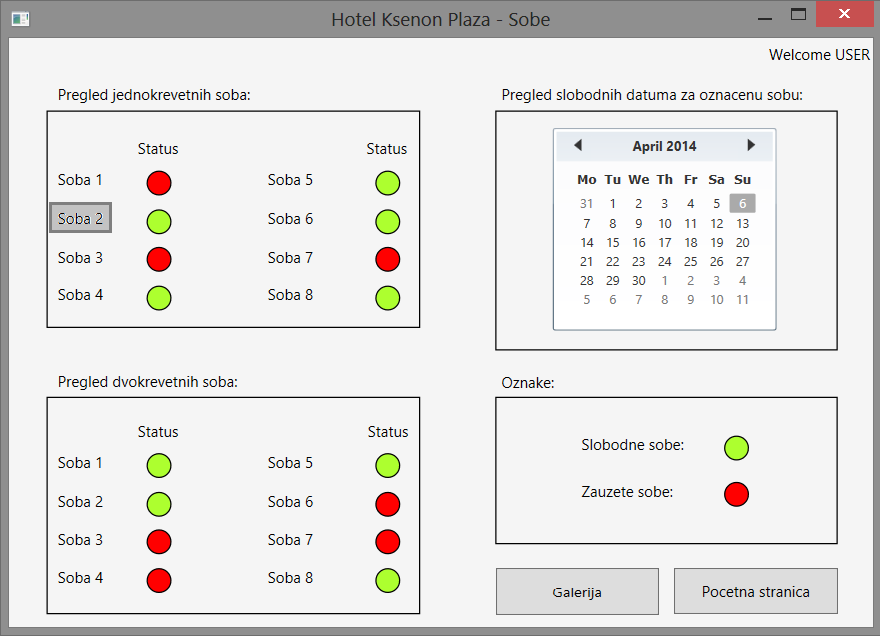 Hotel Ksenon Plaza - Sobe
Welcome USER
Pregled jednokrevetnih soba:
Status Status
Soba 1 Soba 5
Soba 2 Soba 6
Soba 3 Soba 7
Soba 4 Soba 8
Pregled slobodnih datuma za oznacenu sobu:
April 2014
Mo Tu We Th Fr Sa Su
31 1 2 3 4 5 6
7 8 9 10 11 12 13
14 15 16 17 18 19 20
21 22 23 24 25 26 27
28 29 30 1 2 3 4
5 6 7 8 9 10 11
Pregled dvokrevetnih soba:
Status Status
Soba 1 Soba 5
Soba 2 Soba 6
Soba 3 Soba 7
Soba 4 Soba 8
Oznake:
Slobodne sobe:
Zauzete sobe:
Galerija
Pocetna stranica